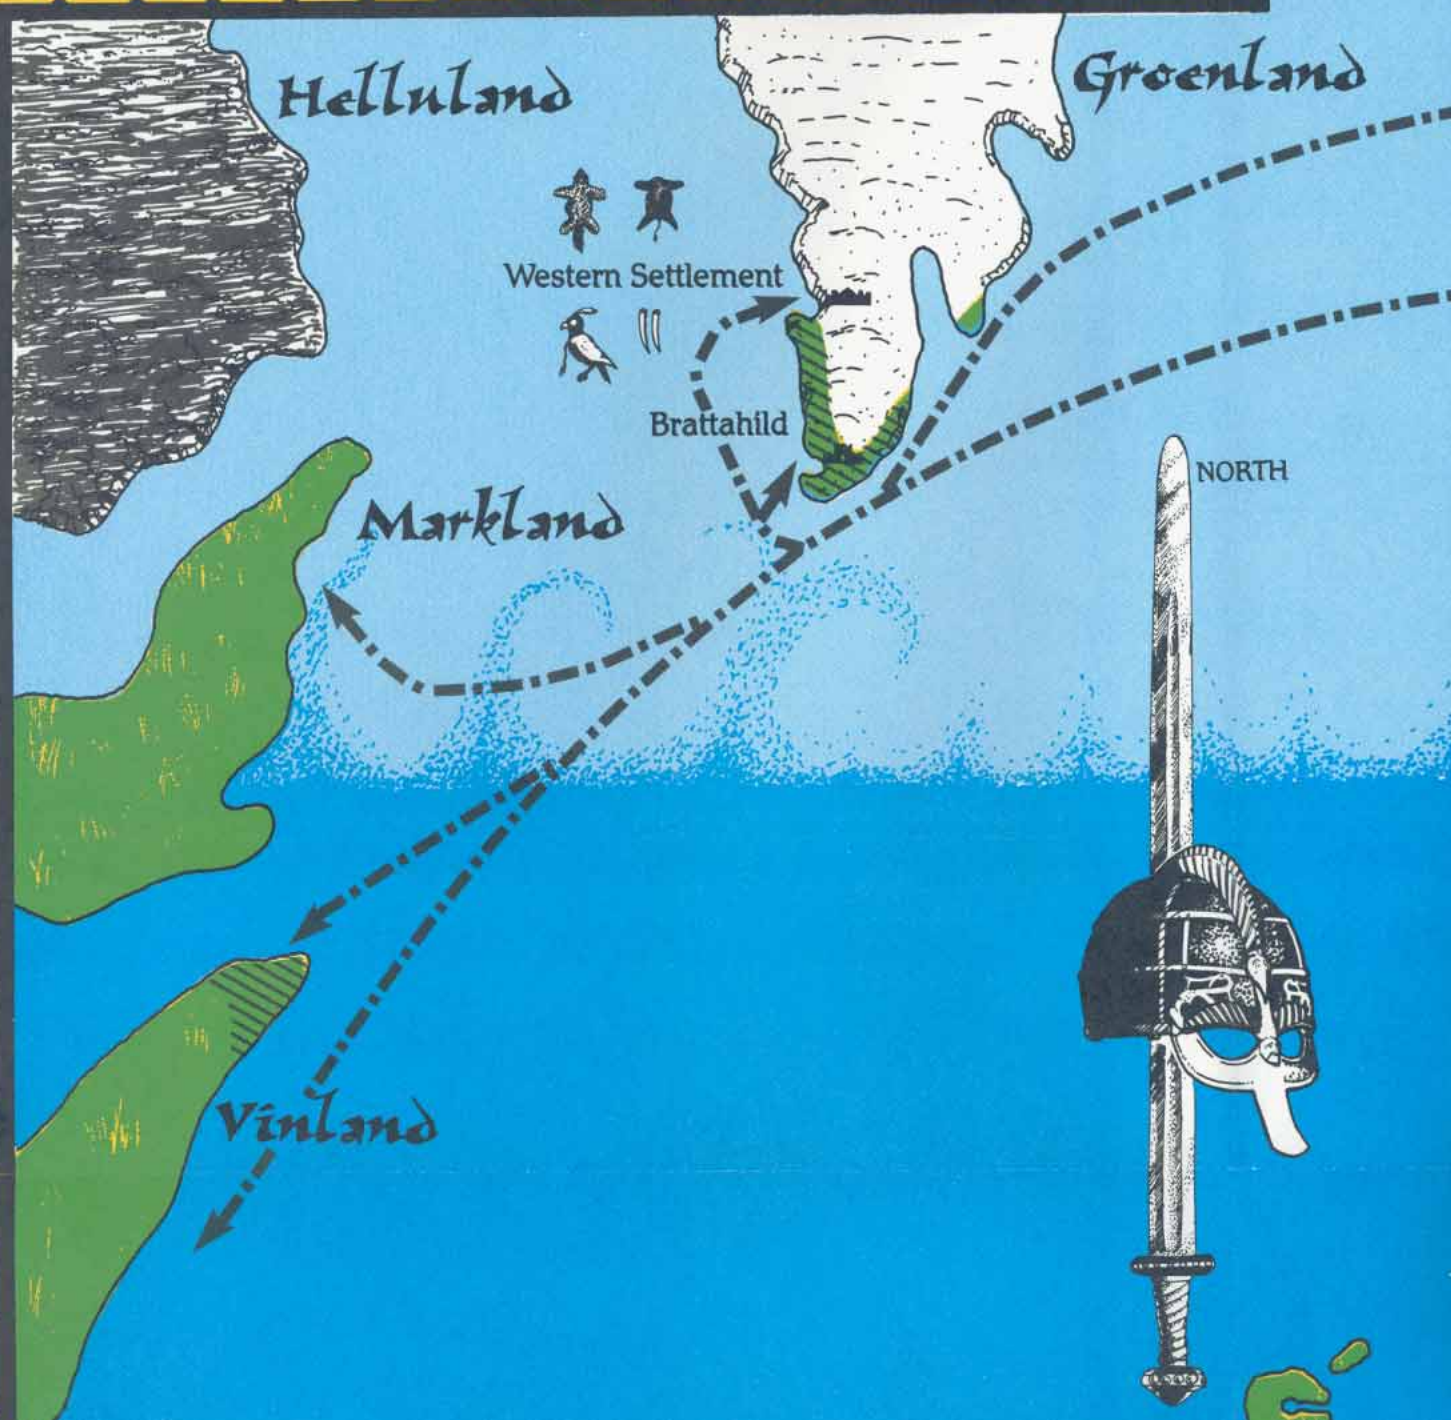 Helluland
Groenland
Western Settlement
Brattahild
NORTH
Markland
Vinland